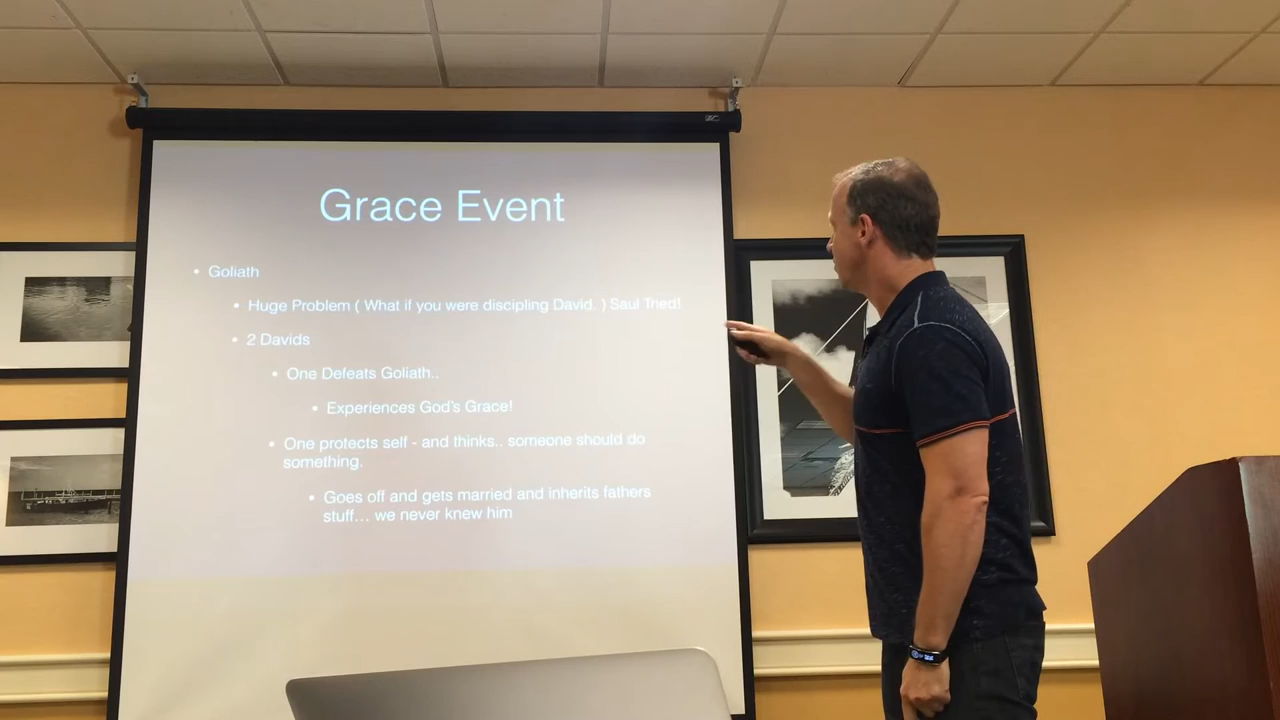 Grace Event
• Goliath
• Huge Problem ( What if you were discipling David. ) Saul Tried!
• 2 Davids
• One Defeats Goliath..
• Experiences God's Grace!
• One protects self - and thinks.. someone should do
something.
• Goes off and gets married and inherits fathers
stuff... we never knew him